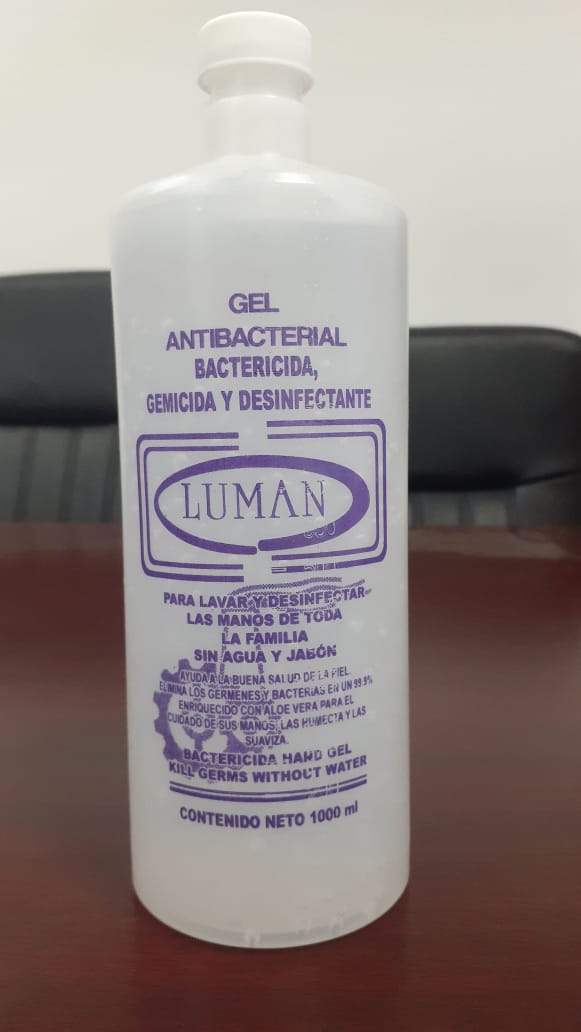 GEL
ANTIBACTERIAL
BACTERICIDA,
GEMICIDA Y DESINFECTANTE
LUMAN
PARA LAVAR Y DESINFECTAR
LAS MANOS DE TODA
LA FAMILIA
SIN AGUA Y JABÓN
AYUDA A LA BUENA SALUD DE LA PIEL.
ELIMINA LOS GERMENES Y BACTERIAS EN UN 99.9%
ENRIQUECIDO CON ALOE VERA PARA EL
CUIDADO DE SUS MANOS, LAS HUMECTA Y LAS
SUAVIZA.
BACTERICIDA HAND GEL
KILL GERMS WITHOUT WATER
CONTENIDO NETO 1000 ml